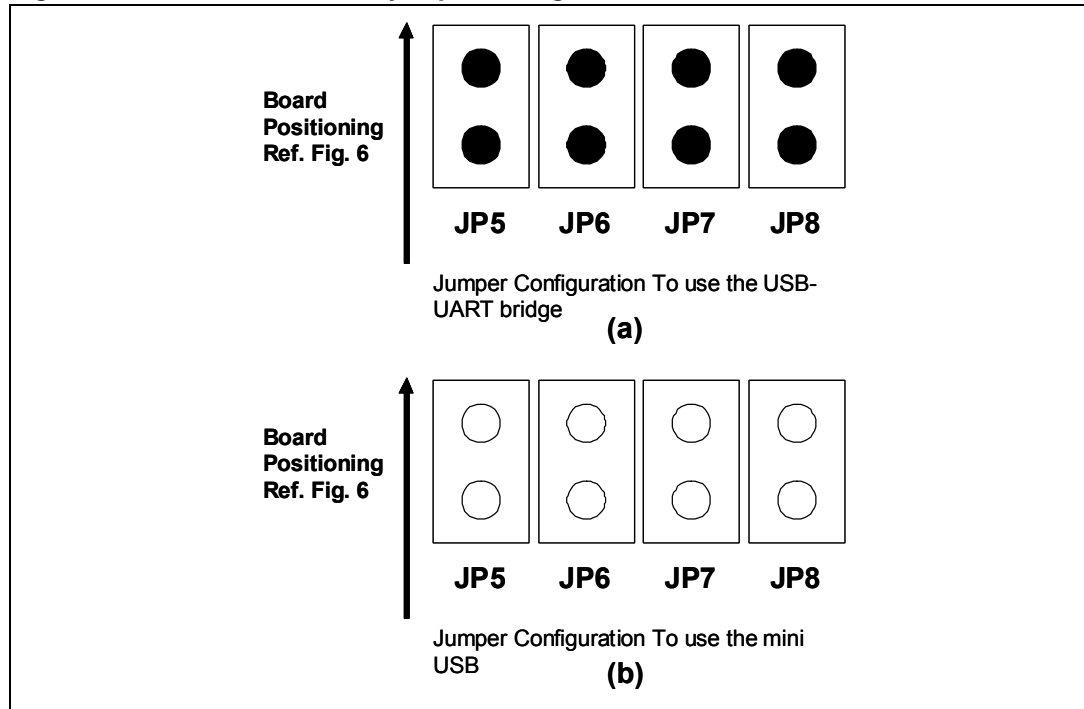 Board
Positioning
Ref. Fig. 6
JP5 JP6 JP7 JP8
Jumper Configuration To use the USB-
UART bridge
(a)
Board
Positioning
Ref. Fig. 6
JP5 JP6 JP7 JP8
Jumper Configuration To use the mini
USB
(b)